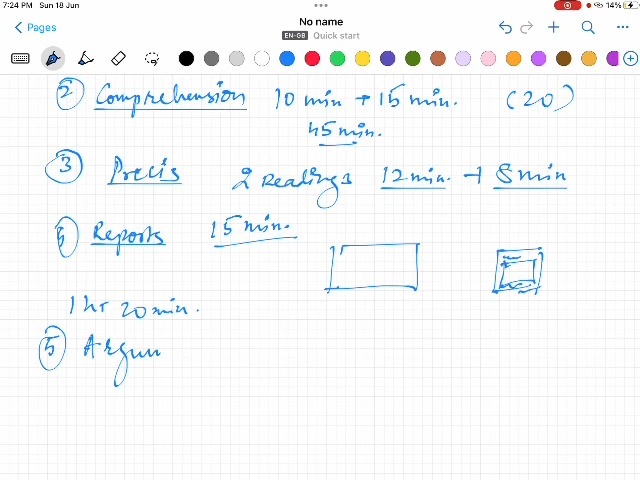 7:24 PM Sun 18 Jun
14%
Pages
No name
EN-GB Quick start
2 Comprehension 10 min + 15 min. (20)
45 min.
3 Precis 2 Readings 12 min. + 8 min
Reports 15 min.
1 hr 20 min.
5 Argum